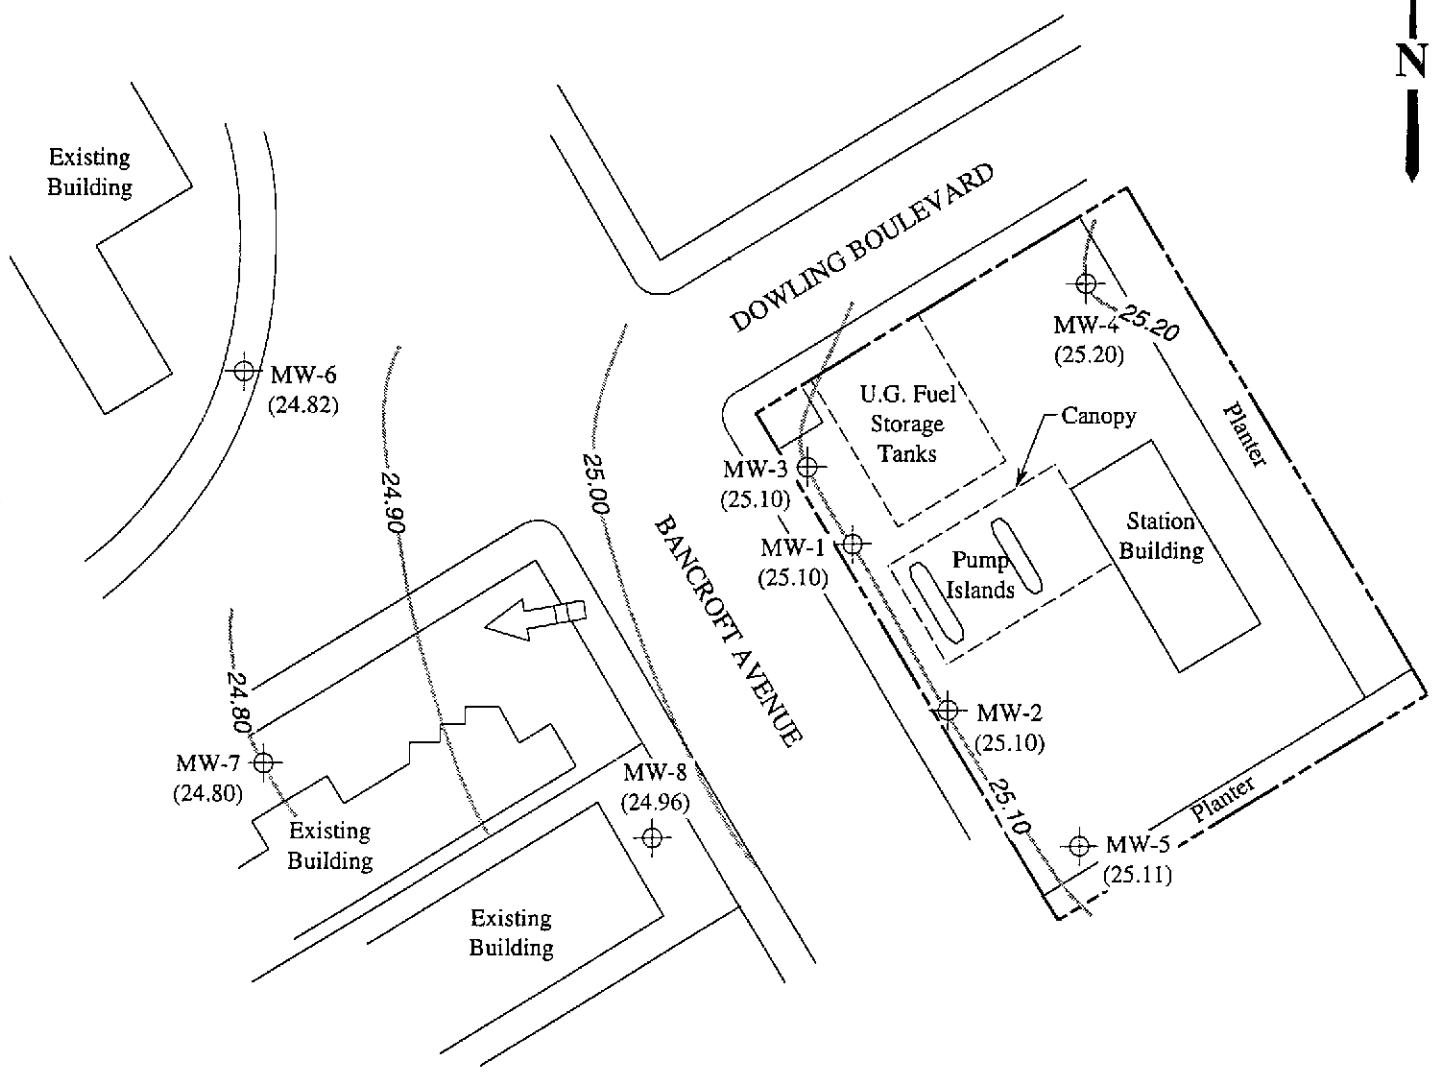 N
Existing
Building
DOWLING BOULEVARD
MW-6
(24.82)
MW-4
(25.20)
25.20
U.G. Fuel
Storage
Tanks
Canopy
Planter
MW-3
(25.10)
24.90
25.00
BANCROFT AVENUE
MW-1
(25.10)
Pump
Islands
Station
Building
24.80
MW-2
(25.10)
MW-7
(24.80)
MW-8
(24.96)
25.10
Planter
Existing
Building
MW-5
(25.11)
Existing
Building